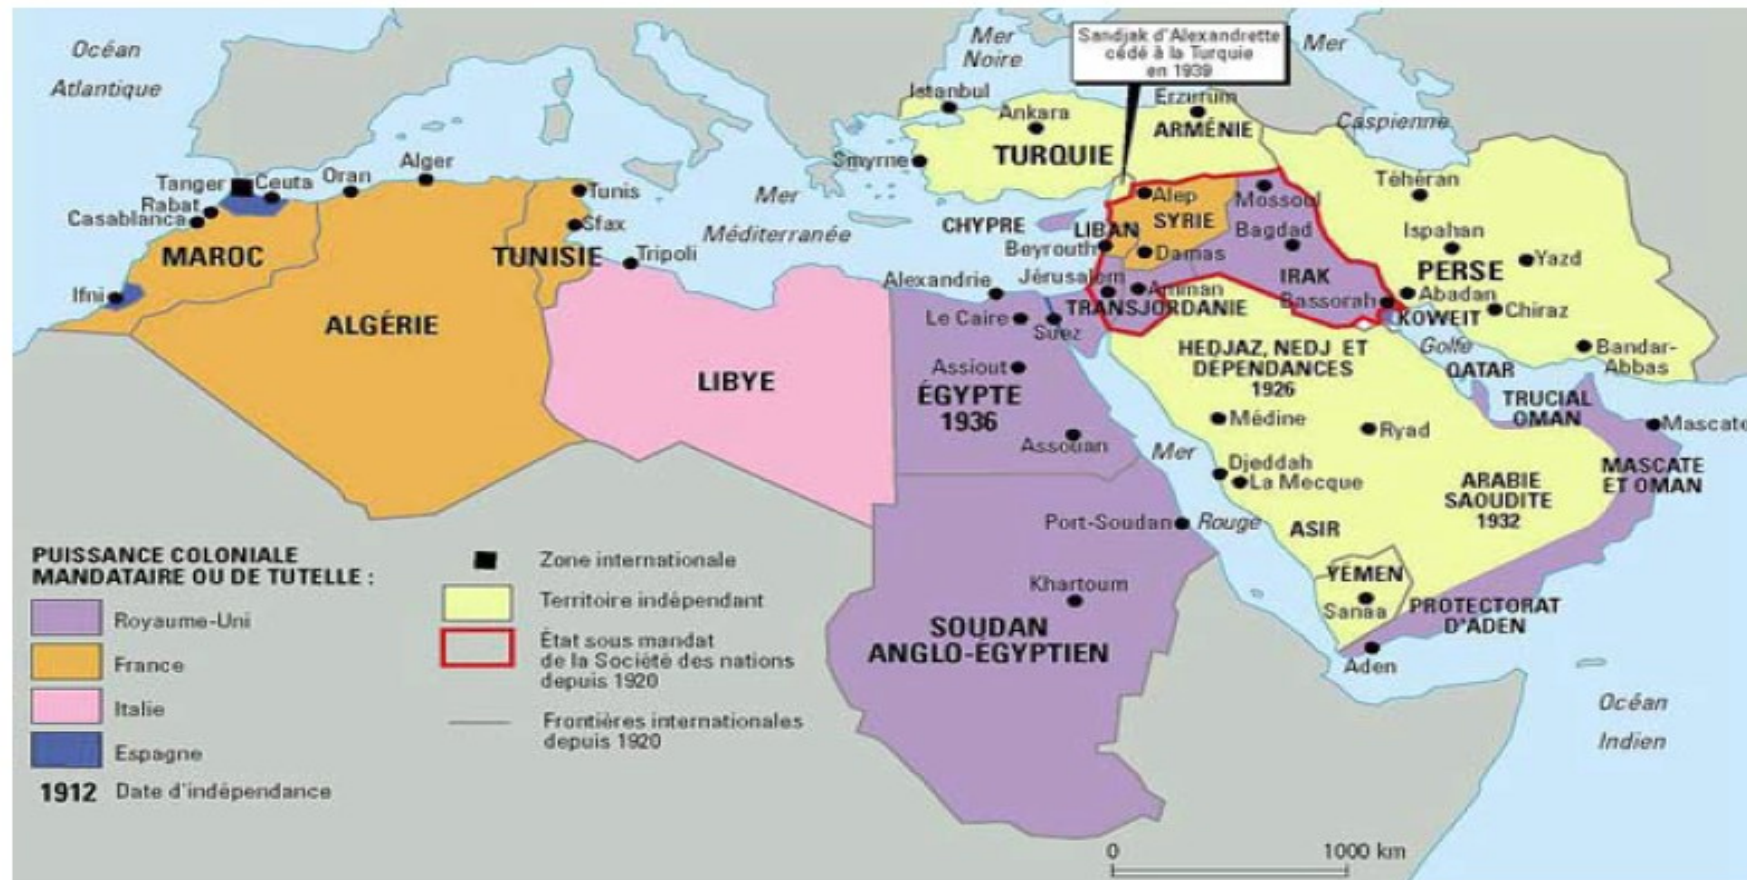 Océan
Atlantique
Mer
Noire
Sandjak d'Alexandrette
cédé à la Turquie
en 1939
Mer
Caspienne
Istanbul
Ankara
Erzurum
ARMÉNIE
Smyrne
TURQUIE
Tanger
Ceuta
Oran
Alger
Tunis
Rabat
Casablanca
Sfax
Mer
Méditerranée
CHYPRE
LIBAN
Alep
SYRIE
Mossoul
Téhéran
MAROC
TUNISIE
Tripoli
Beyrouth
Damas
Bagdad
Ispahan
Yazd
PERSE
Ifni
Alexandrie
Jérusalem
Amman
IRAK
Bassorah
Abadan
ALGÉRIE
Le Caire
Suez
TRANSJORDANIE
KOWEIT
Chiraz
Golfe
Bandar-
Abbas
LIBYE
Assiout
ÉGYPTE
1936
Assouan
HEDJAZ, NEDJ ET
DÉPENDANCES
1926
QATAR
TRUCIAL
OMAN
Médine
Ryad
Mascate
Mer
Rouge
Djeddah
La Mecque
ARABIE
SAOUDITE
1932
MASCATE
ET OMAN
Port-Soudan
ASIR
Khartoum
YÉMEN
Sanaa
SOUDAN
ANGLO-ÉGYPTIEN
PROTECTORAT
D'ADEN
Aden
Océan
Indien
PUISSANCE COLONIALE
MANDATAIRE OU DE TUTELLE :
Royaume-Uni
France
Italie
Espagne
1912 Date d'indépendance
Zone internationale
Territoire indépendant
État sous mandat
de la Société des nations
depuis 1920
Frontières internationales
depuis 1920
0 1000 km